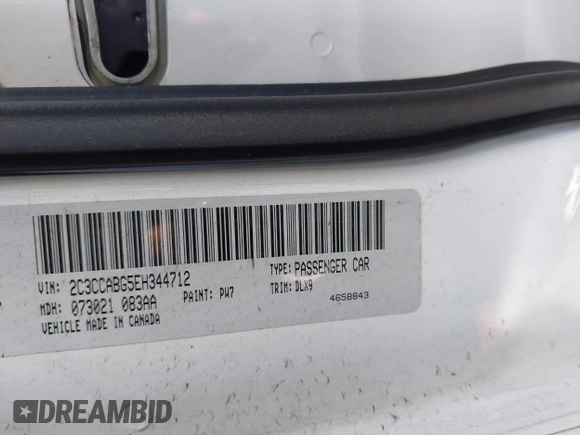 VIN: 2C3CCABG5EH344712
TYPE: PASSENGER CAR
MDH: 073021 083AA
PAINT: PW7
TRIM: DLX9
VEHICLE MADE IN CANADA
4658843
DREAMBID